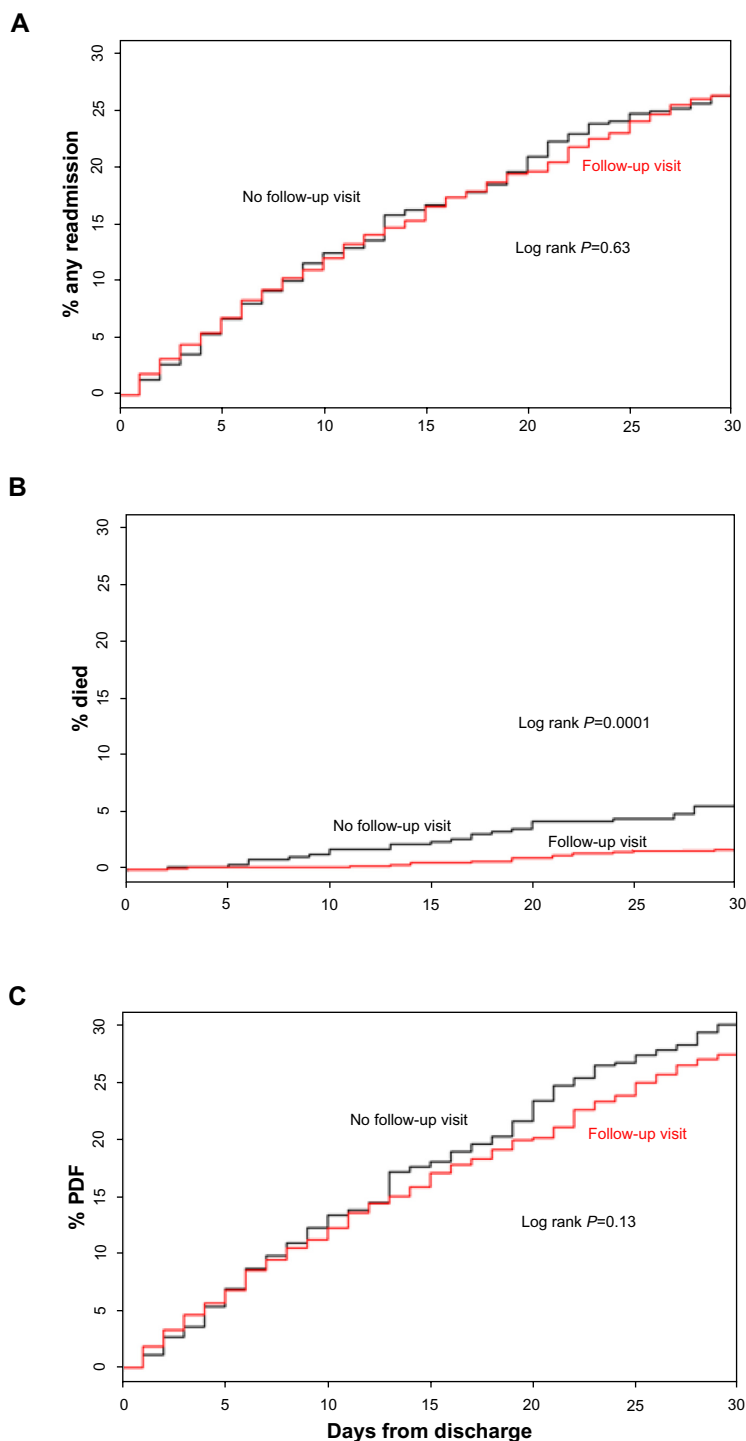 A
% any readmission
30
25
20
15
10
5
0
No follow-up visit
Follow-up visit
Log rank P=0.63
0 5 10 15 20 25 30
B
% died
30
25
20
15
10
5
0
Log rank P=0.0001
No follow-up visit
Follow-up visit
0 5 10 15 20 25 30
C
% PDF
30
25
20
15
10
5
0
No follow-up visit
Follow-up visit
Log rank P=0.13
0 5 10 15 20 25 30
Days from discharge